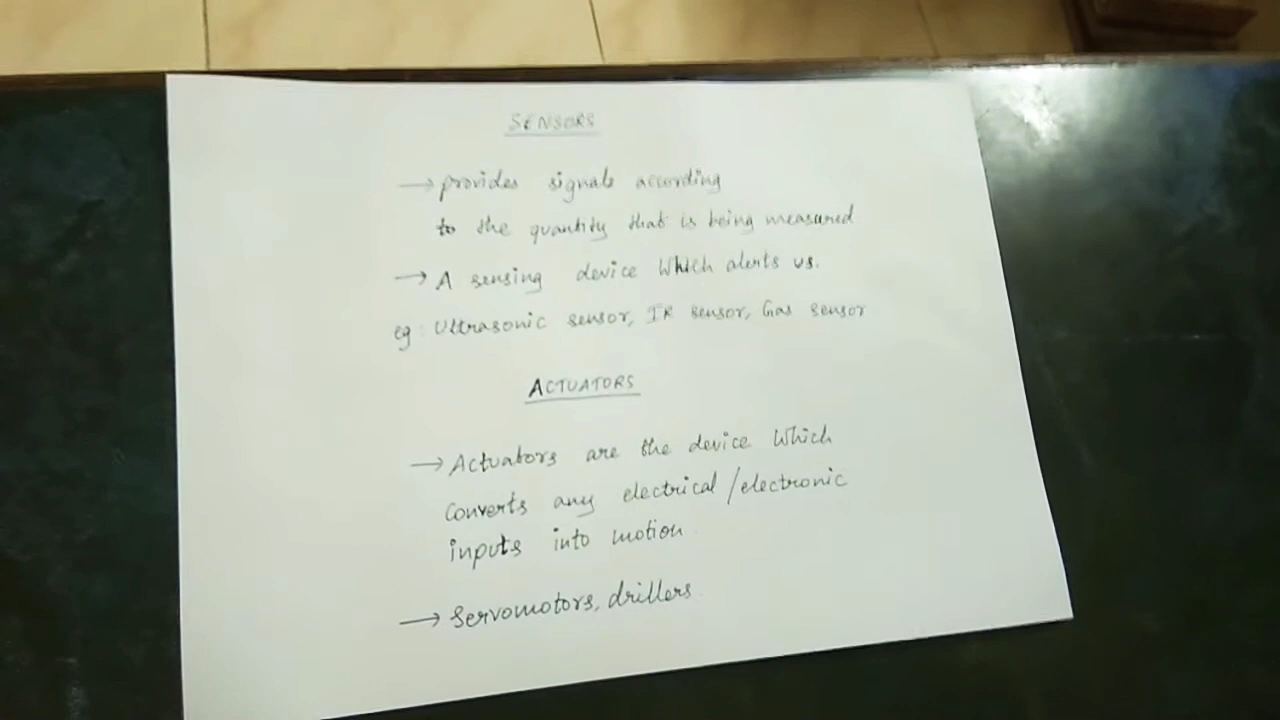 SENSORS
→ provides signals according
to the quantity that is being measured
→ A sensing device which alerts us.
eg: Ultrasonic sensor, IR sensor, Gas sensor
ACTUATORS
→ Actuators are the device which
converts any electrical/electronic
inputs into motion
→ Servomotors, drillers.